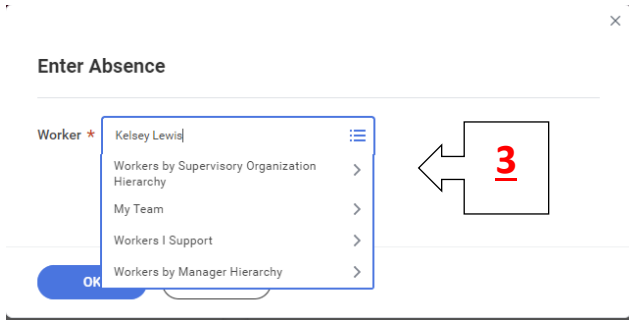 Enter Absence
Worker *
Kelsey Lewis
Workers by Supervisory Organization
Hierarchy
My Team
Workers I Support
Workers by Manager Hierarchy
OK
3